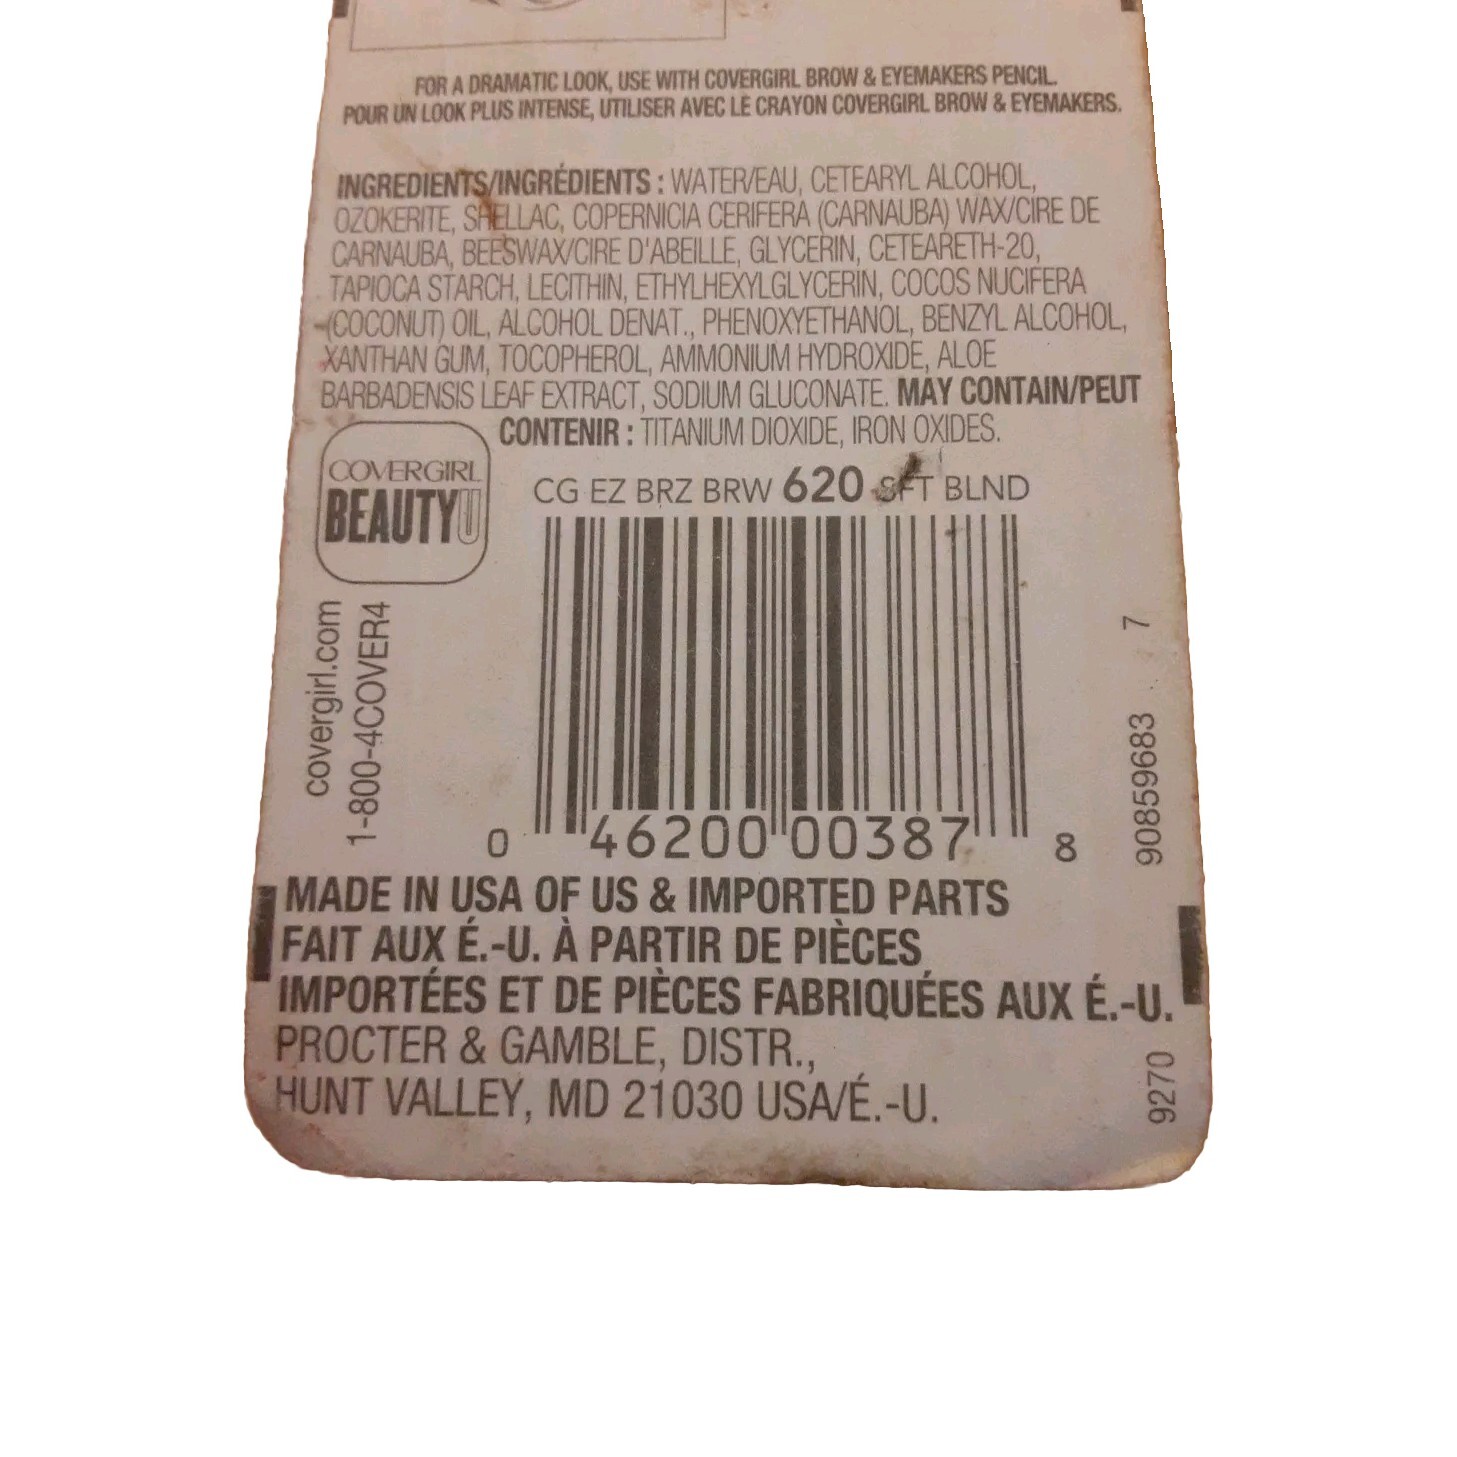 FOR A DRAMATIC LOOK, USE WITH COVERGIRL BROW & EYEMAKERS PENCIL.
POUR UN LOOK PLUS INTENSE, UTILISER AVEC LE CRAYON COVERGIRL BROW & EYEMAKERS.
INGREDIENTS/INGRÉDIENTS : WATER/EAU, CETEARYL ALCOHOL,
OZOKERITE, SHELLAC, COPERNICIA CERIFERA (CARNAUBA) WAX/CIRE DE
CARNAUBA, BEESWAX/CIRE D'ABEILLE, GLYCERIN, CETEARETH-20,
TAPIOCA STARCH, LECITHIN, ETHYLHEXYLGLYCERIN, COCOS NUCIFERA
(COCONUT) OIL, ALCOHOL DENAT., PHENOXYETHANOL, BENZYL ALCOHOL,
XANTHAN GUM, TOCOPHEROL, AMMONIUM HYDROXIDE, ALOE
BARBADENSIS LEAF EXTRACT, SODIUM GLUCONATE. MAY CONTAIN/PEUT
CONTENIR : TITANIUM DIOXIDE, IRON OXIDES.
COVERGIRL
BEAUTYU
CG EZ BRZ BRW 620 SFT BLND
covergirl.com
1-800-4COVER4
0 46200 00387 8
90859683 7
MADE IN USA OF US & IMPORTED PARTS
FAIT AUX É.-U. À PARTIR DE PIÈCES
IMPORTÉES ET DE PIÈCES FABRIQUÉES AUX É.-U.
PROCTER & GAMBLE, DISTR.,
HUNT VALLEY, MD 21030 USA/É.-U.
9270